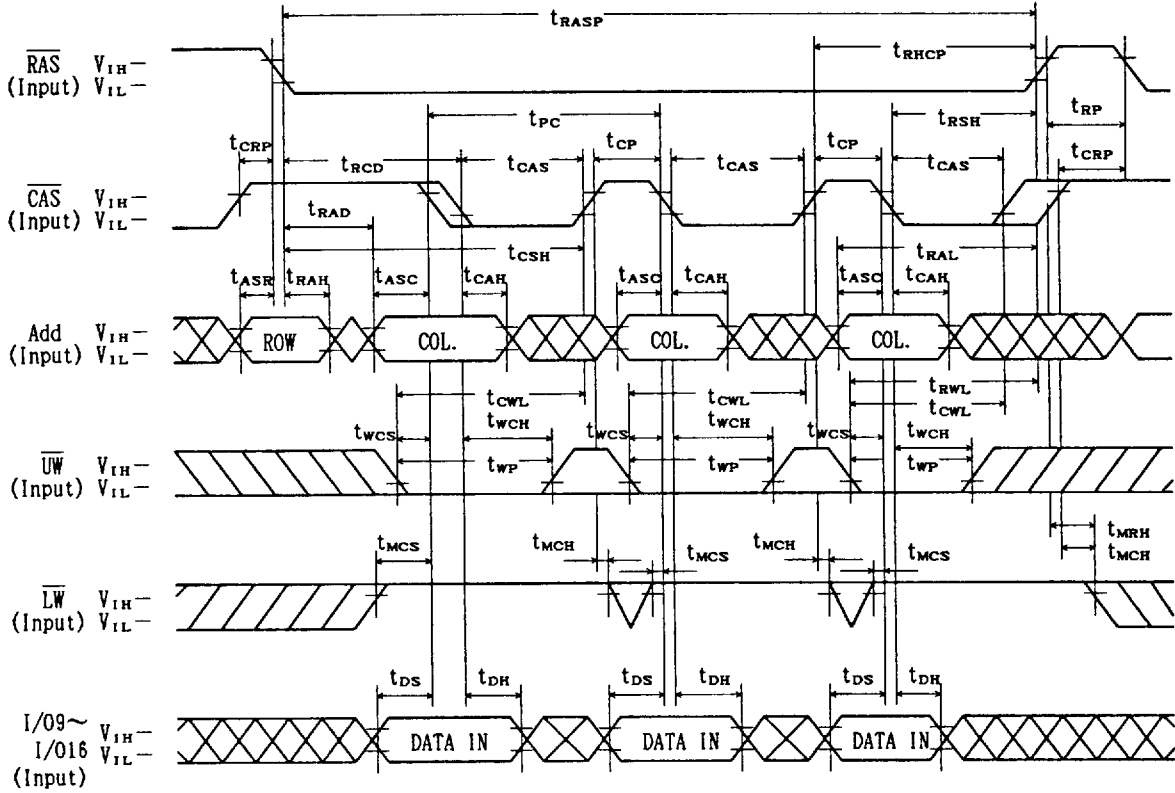 tRASP
tRHCP
RAS VIH—
(Input) VIL—
tPC tRSH tRP
tCRP tRCD tCAS tCP tCAS tCP tCAS tCRP
CAS VIH—
(Input) VIL—
tRAD
tCSH tRAL
tASR tRAH tASC tCAH tASC tCAH tASC tCAH
Add VIH—
(Input) VIL—
ROW COL. COL. COL.
tRWL
tCWL tCWL tCWL
tWCS tWCH tWCS tWCH tWCS tWCH
tWP tWP tWP
UW VIH—
(Input) VIL—
tMCS tMCH tMCS tMCH tMCS tMRH
tMCH
LW VIH—
(Input) VIL—
tDS tDH tDS tDH tDS tDH
I/O9~ VIH—
I/O16 VIL—
(Input)
DATA IN DATA IN DATA IN